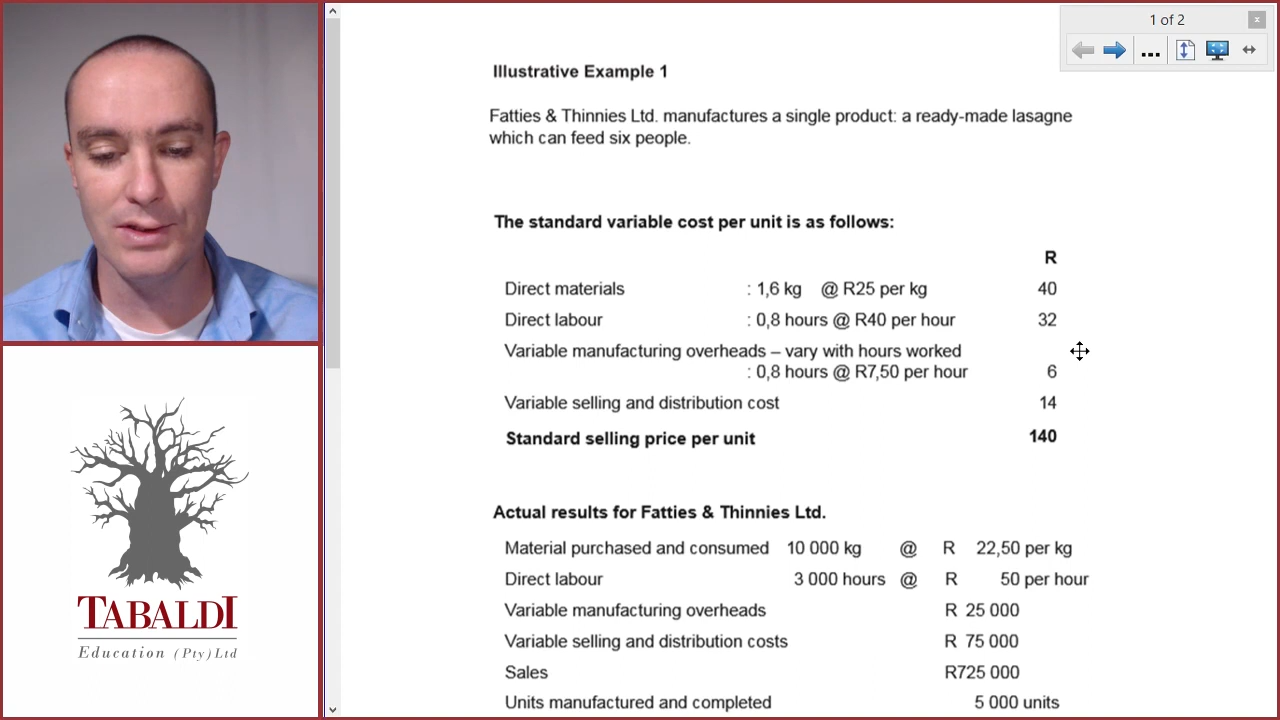 1 of 2
Illustrative Example 1
Fatties & Thinnies Ltd. manufactures a single product: a ready-made lasagne
which can feed six people.
The standard variable cost per unit is as follows:
R
Direct materials : 1,6 kg @ R25 per kg 40
Direct labour : 0,8 hours @ R40 per hour 32
Variable manufacturing overheads – vary with hours worked
: 0,8 hours @ R7,50 per hour 6
Variable selling and distribution cost 14
Standard selling price per unit 140
Actual results for Fatties & Thinnies Ltd.
Material purchased and consumed 10 000 kg @ R 22,50 per kg
Direct labour 3 000 hours @ R 50 per hour
Variable manufacturing overheads R 25 000
Variable selling and distribution costs R 75 000
Sales R725 000
Units manufactured and completed 5 000 units
TABALDI
Education (Pty) Ltd